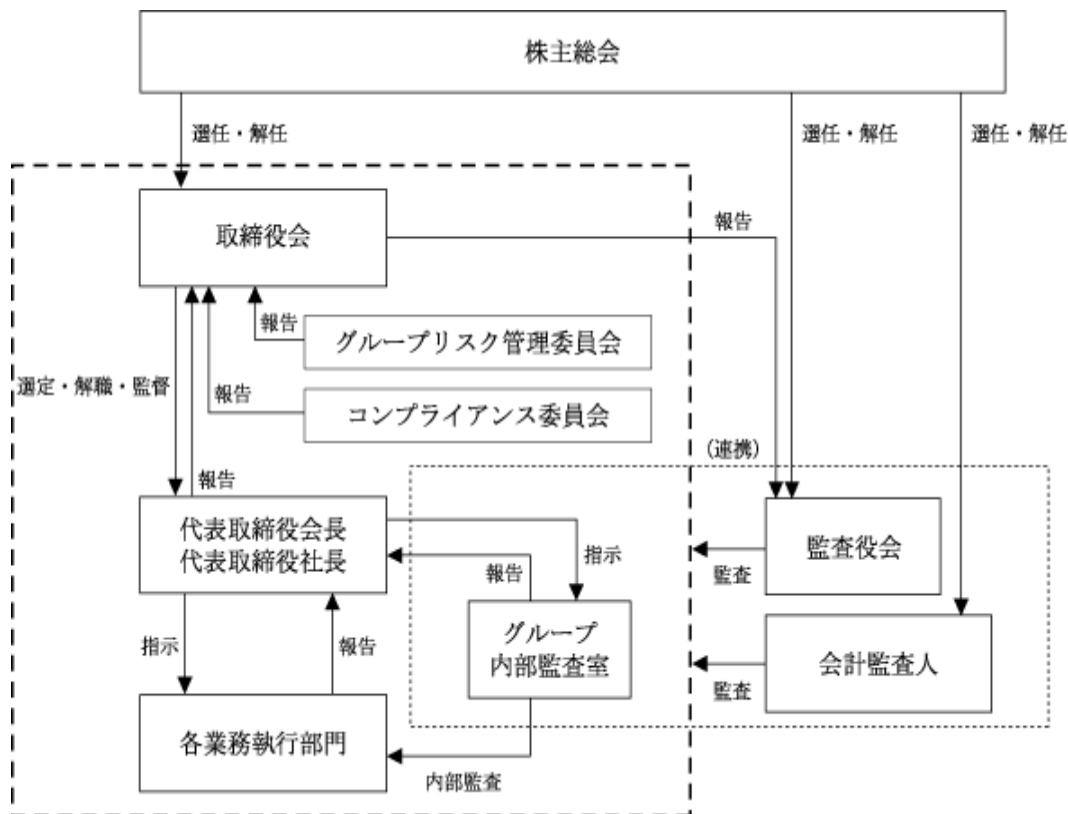 株主総会
選任・解任
選任・解任
選任・解任
取締役会
報告
報告
グループリスク管理委員会
選定・解職・監督
報告
コンプライアンス委員会
(連携)
報告
代表取締役会長
代表取締役社長
指示
報告
監査役会
監査
グループ
内部監査室
指示
報告
会計監査人
監査
各業務執行部門
内部監査